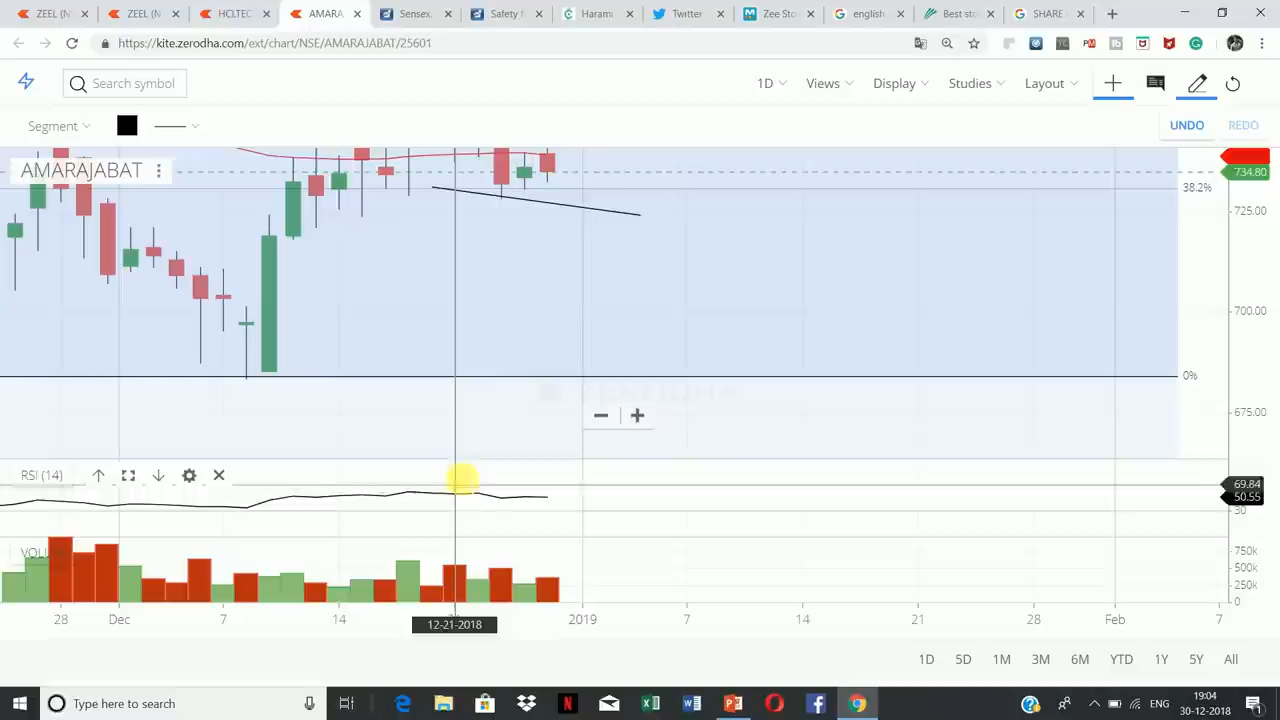 ZEEL (N
ZEEL (N
HCLTEC
AMARA
Sensex,
Safety f
Harami
Twitter
Zee Sto
english
Best sto
SHARE
https://kite.zerodha.com/ext/chart/NSE/AMARAJABAT/25601
Search symbol
1D
Views
Display
Studies
Layout
Segment
UNDO
REDO
AMARAJABAT
734.80
38.2%
725.00
700.00
0%
675.00
RSI (14)
69.84
50.55
30
VOLU
750k
500k
250k
0
28
Dec
7
14
12-21-2018
2019
7
14
21
28
Feb
7
1D
5D
1M
3M
6M
YTD
1Y
5Y
All
Type here to search
ENG
19:04
30-12-2018